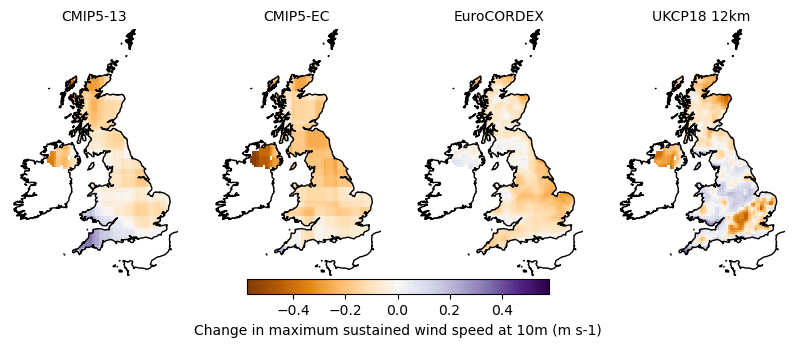 CMIP5-13 CMIP5-EC EuroCORDEX UKCP18 12km
−0.4 −0.2 0.0 0.2 0.4
Change in maximum sustained wind speed at 10m (m s-1)